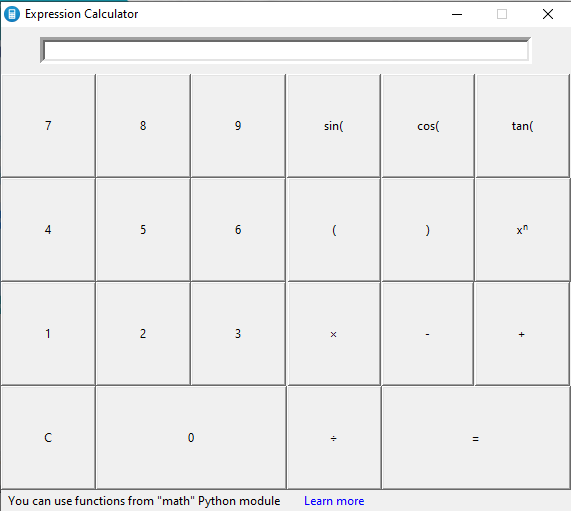 Expression Calculator
7 8 9 sin( cos( tan(
4 5 6 ( ) xⁿ
1 2 3 × - +
C 0 ÷ =
You can use functions from "math" Python module Learn more